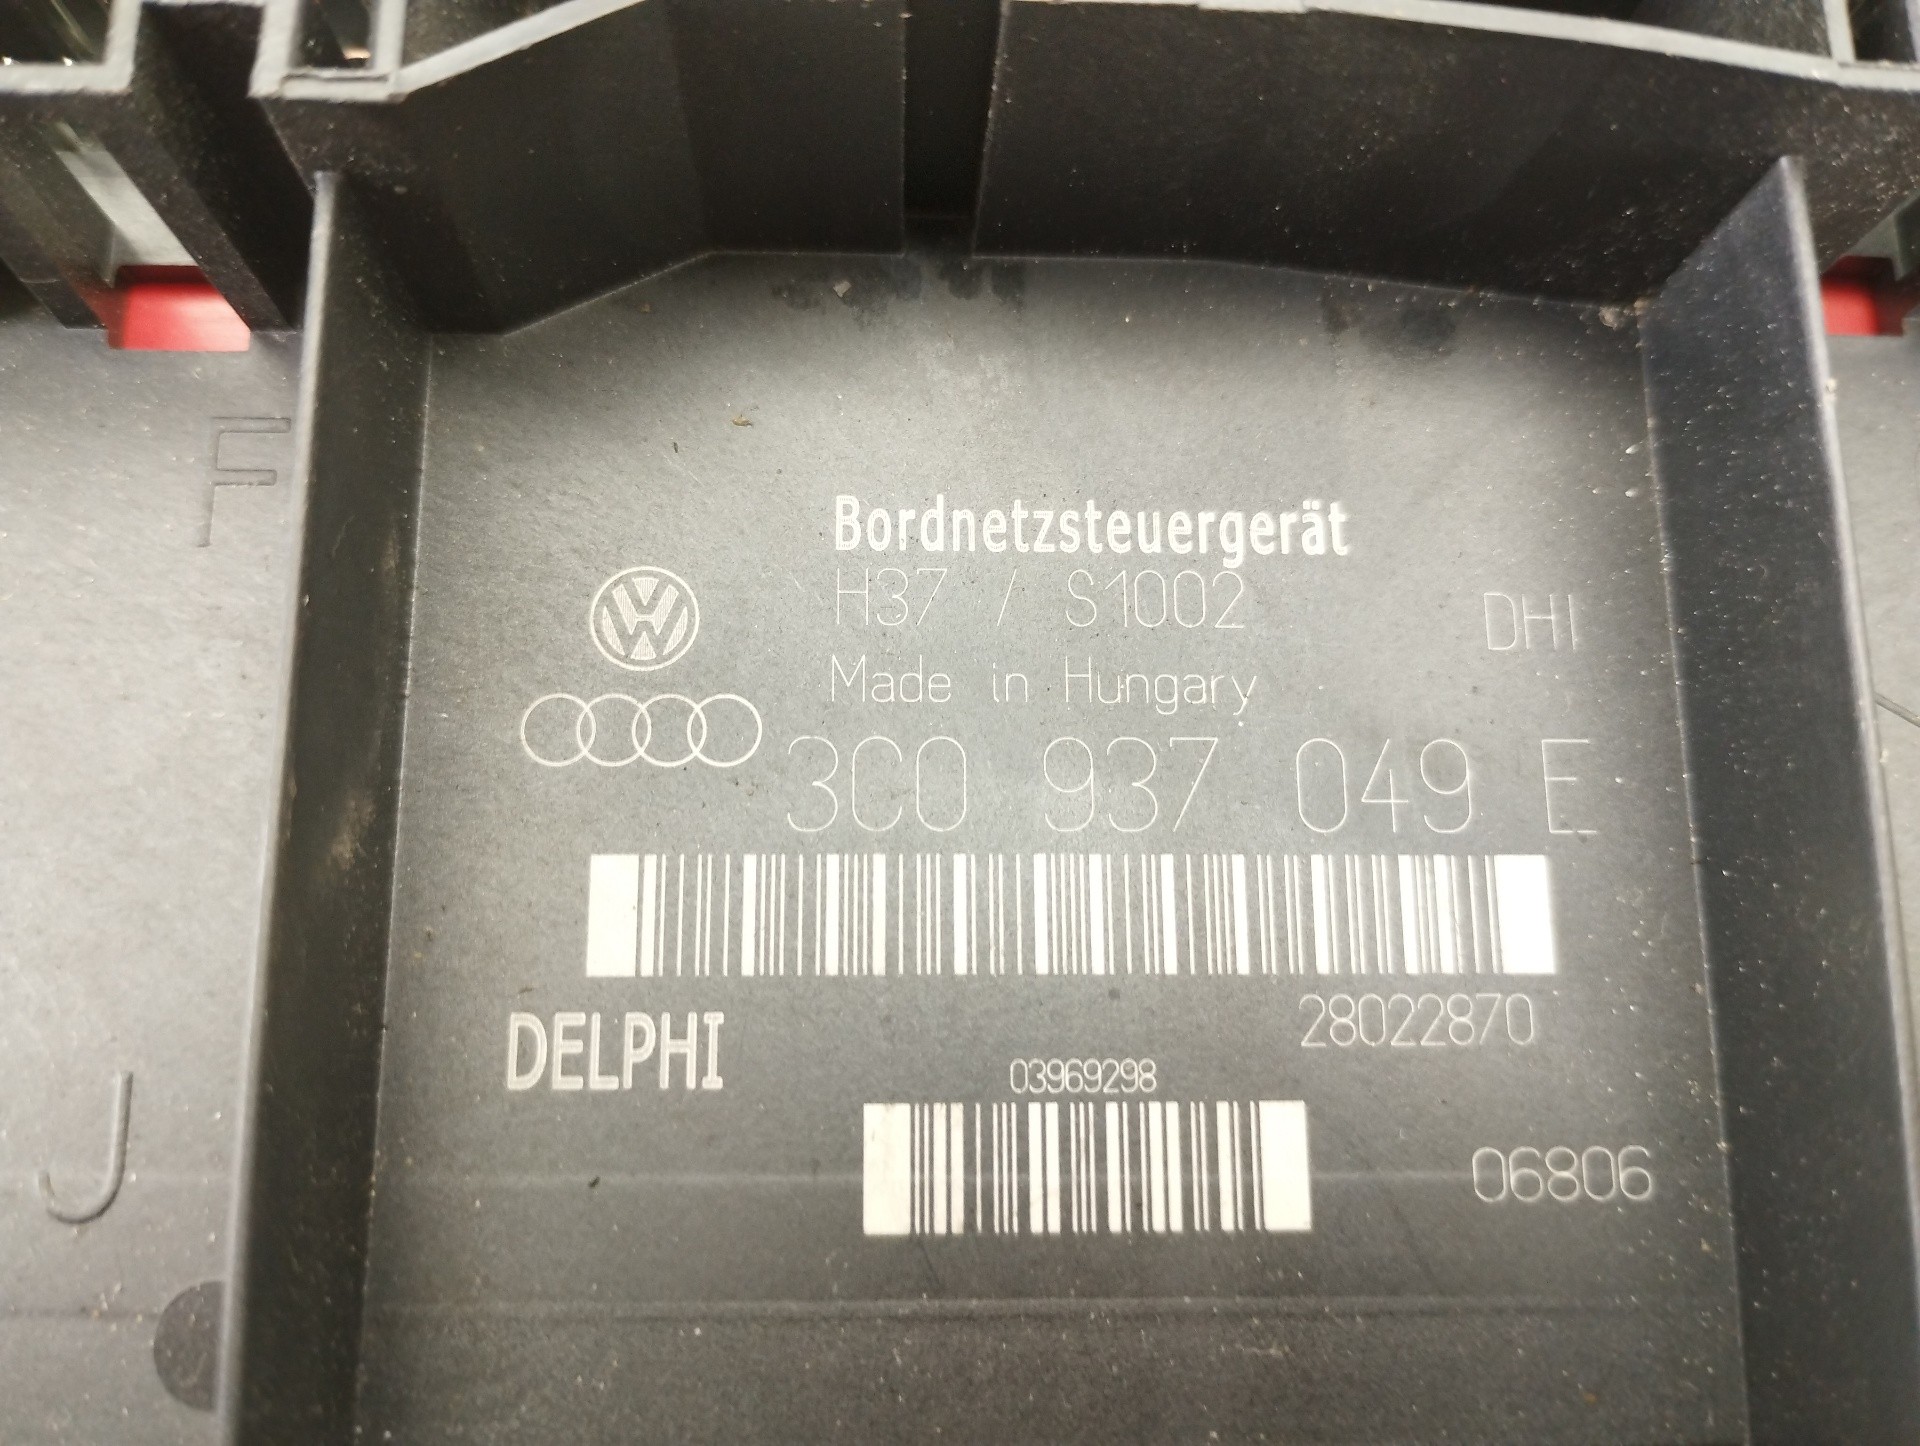 F
Bordnetzsteuergerät
H37 / S1002
DHI
Made in Hungary
3C0 937 049 E
28022870
DELPHI
03969298
06806
J